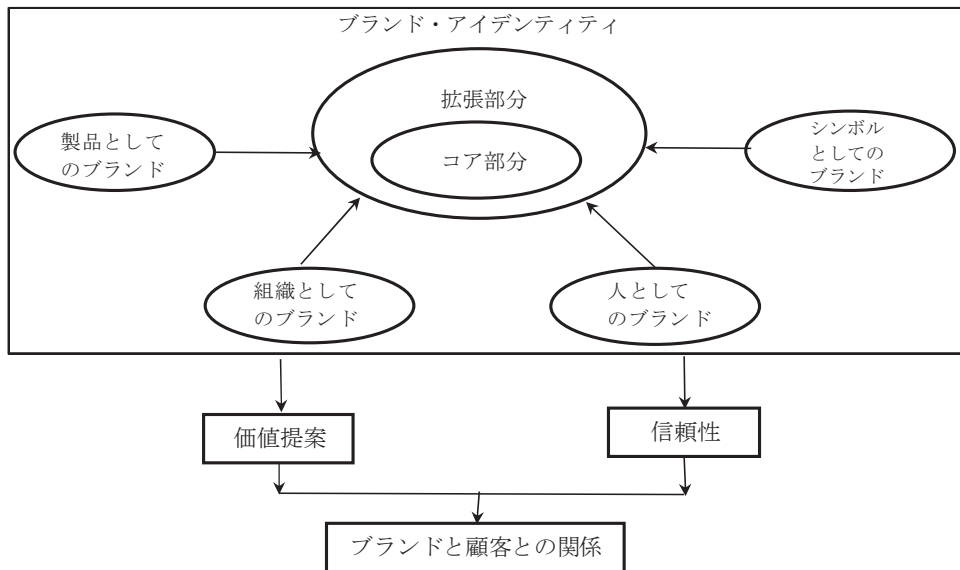 ブランド・アイデンティティ
拡張部分
コア部分
製品として
のブランド
シンボル
としての
ブランド
組織として
のブランド
人として
のブランド
価値提案
信頼性
ブランドと顧客との関係